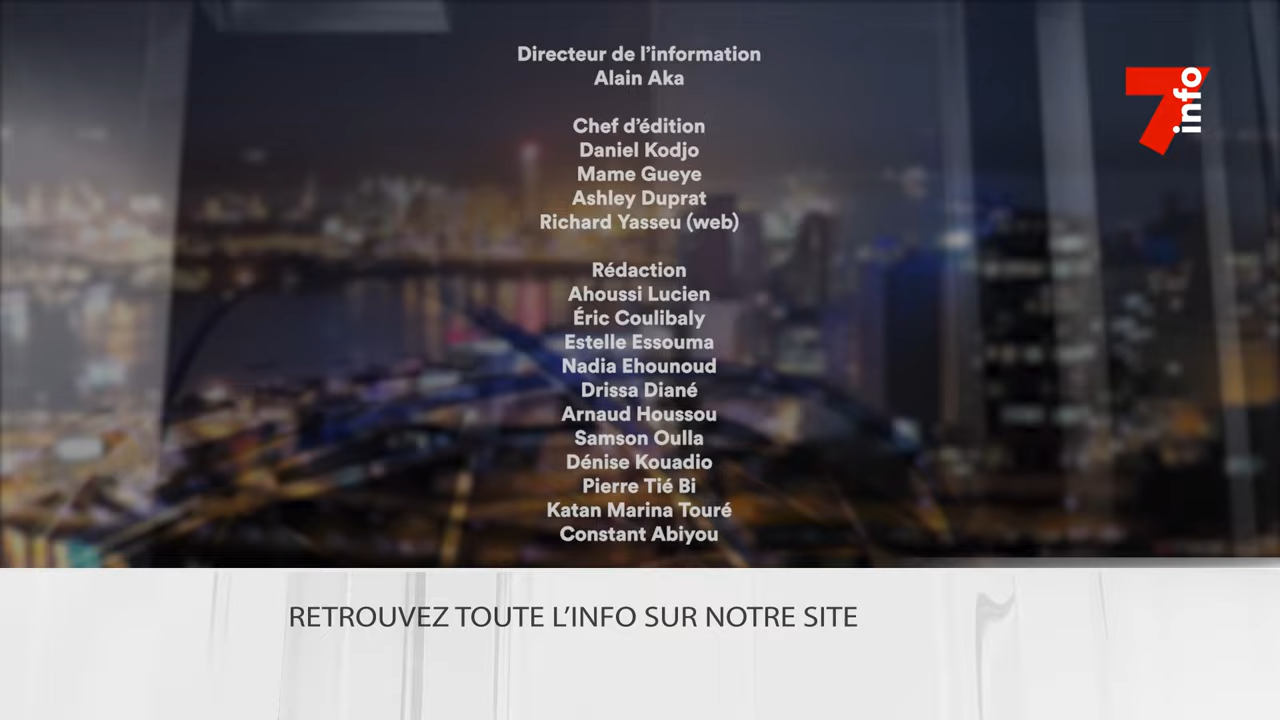 Directeur de l’information
Alain Aka
Chef d’édition
Daniel Kodjo
Mame Gueye
Ashley Duprat
Richard Yasseu (web)
Rédaction
Ahoussi Lucien
Éric Coulibaly
Estelle Essouma
Nadia Ehounoud
Drissa Diané
Arnaud Houssou
Samson Oulla
Dénise Kouadio
Pierre Tié Bi
Katan Marina Touré
Constant Abiyou
7info
RETROUVEZ TOUTE L’INFO SUR NOTRE SITE